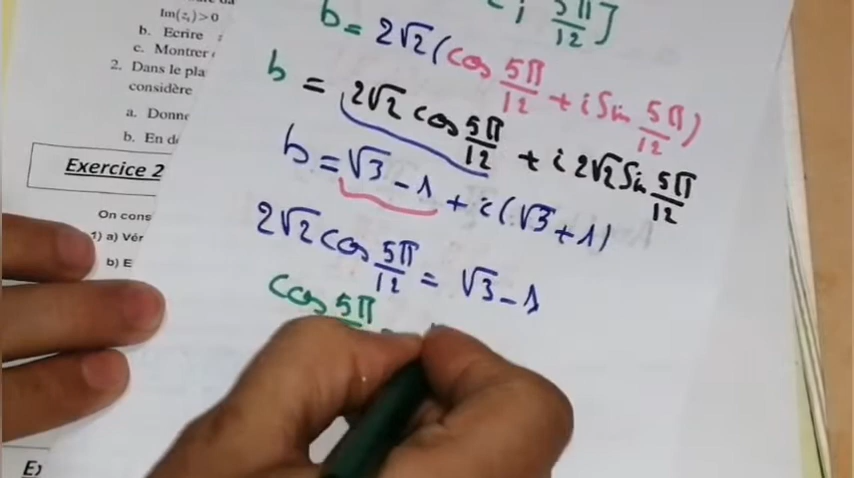 Im(z₁)>0
b. Ecrire
c. Montrer
2. Dans le pla
considère
a. Donne
b. En d
Exercice 2
On cons
1) a) Vér
b) E
; 5π/12]
b = 2√2(cos 5π/12 + i Sin 5π/12)
b = 2√2 cos 5π/12 + i 2√2 Sin 5π/12
b = √3 - 1 + i(√3 + 1)
2√2 cos 5π/12 = √3 - 1
cos 5π